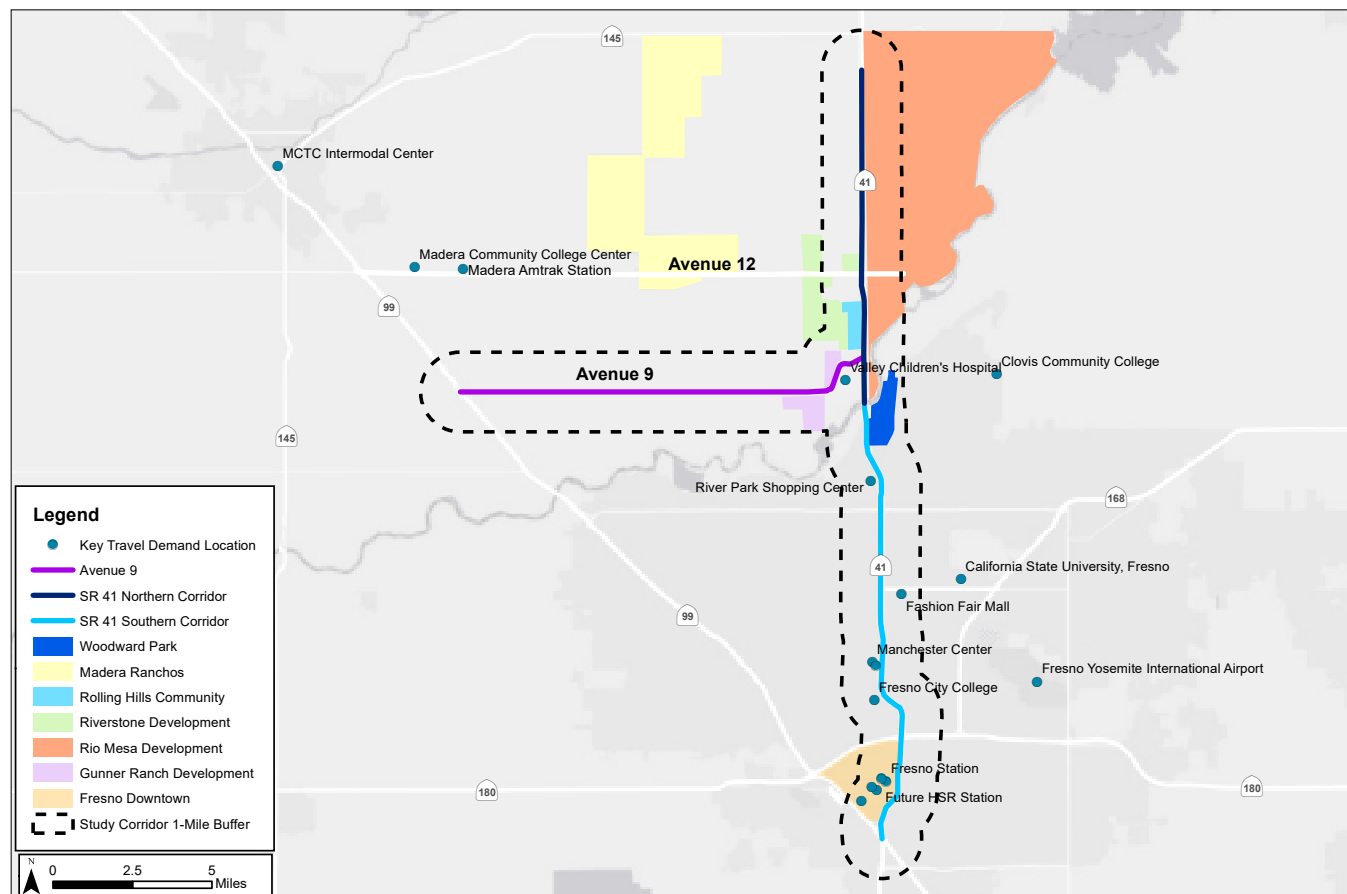 145
MCTC Intermodal Center
41
Madera Community College Center
Madera Amtrak Station
Avenue 12
99
Avenue 9
Valley Children's Hospital
Clovis Community College
145
River Park Shopping Center
168
41
California State University, Fresno
Fashion Fair Mall
99
Manchester Center
Fresno Yosemite International Airport
Fresno City College
Fresno Station
Future HSR Station
180
180
Legend
Key Travel Demand Location
Avenue 9
SR 41 Northern Corridor
SR 41 Southern Corridor
Woodward Park
Madera Ranchos
Rolling Hills Community
Riverstone Development
Rio Mesa Development
Gunner Ranch Development
Fresno Downtown
Study Corridor 1-Mile Buffer
N
0 2.5 5
Miles